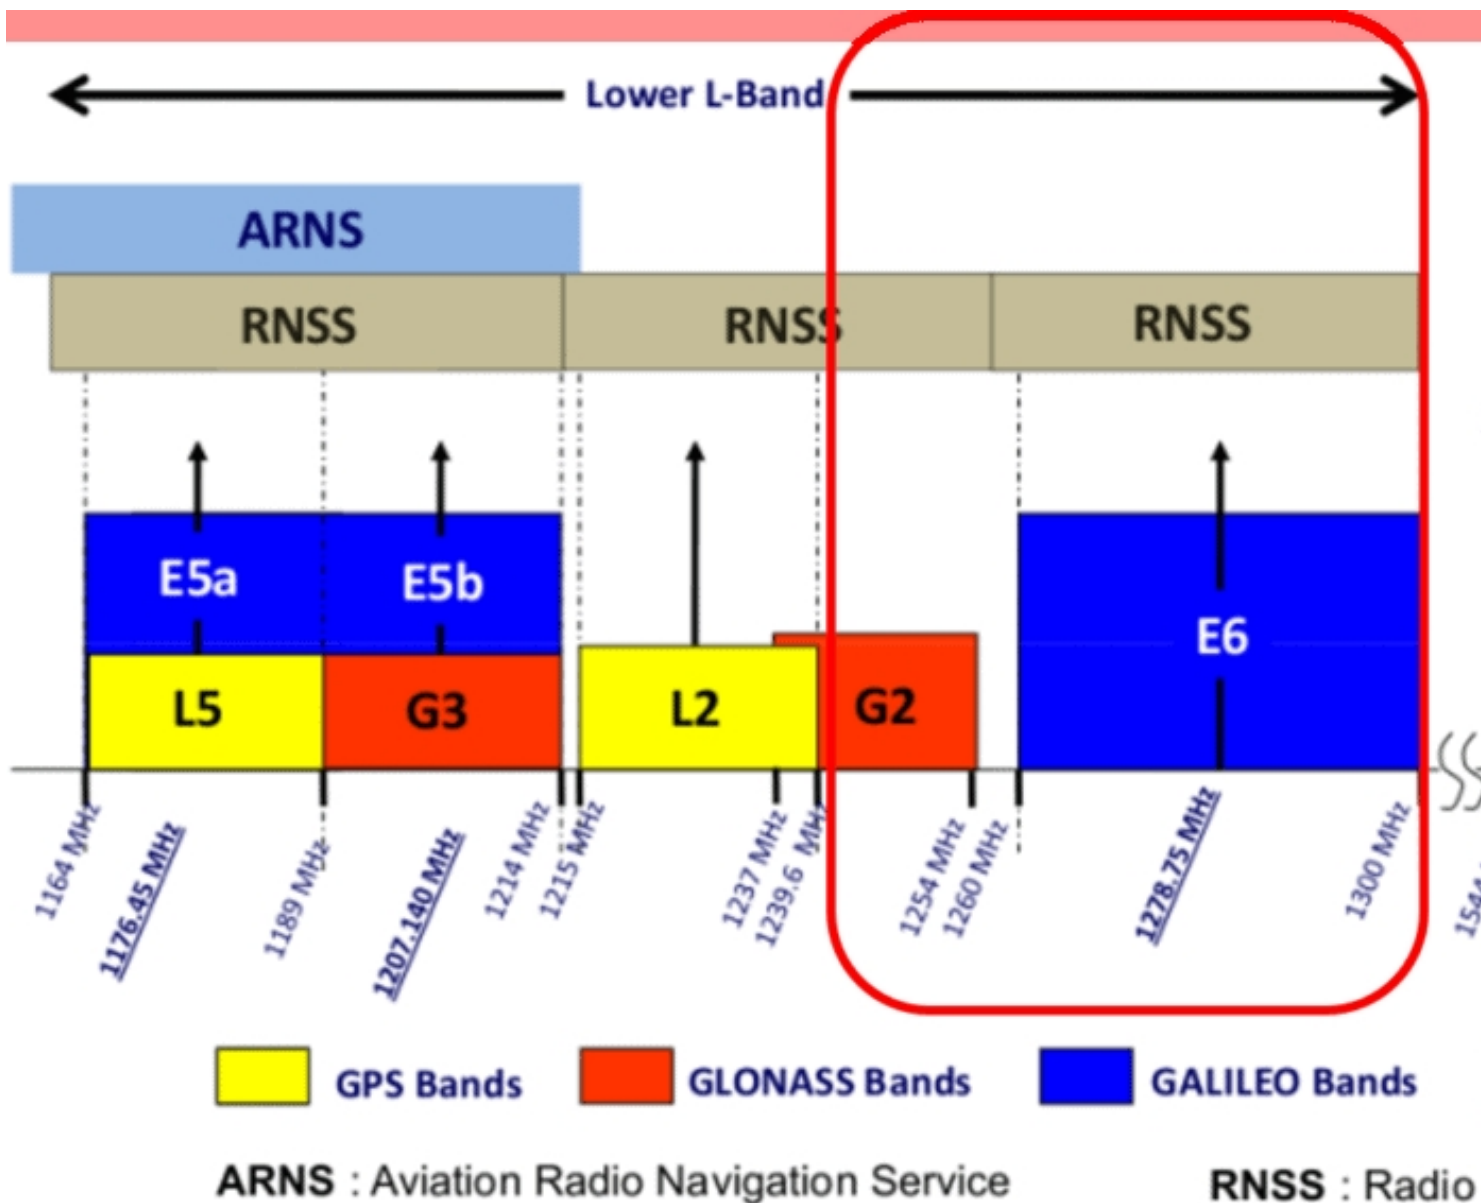 Lower L-Band
ARNS
RNSS RNSS RNSS
E5a E5b
E6
L5 G3 L2 G2
1164 MHz
1176.45 MHz
1189 MHz
1207.140 MHz
1214 MHz
1215 MHz
1237 MHz
1239.6 MHz
1254 MHz
1260 MHz
1278.75 MHz
1300 MHz
GPS Bands GLONASS Bands GALILEO Bands
ARNS : Aviation Radio Navigation Service RNSS : Radio